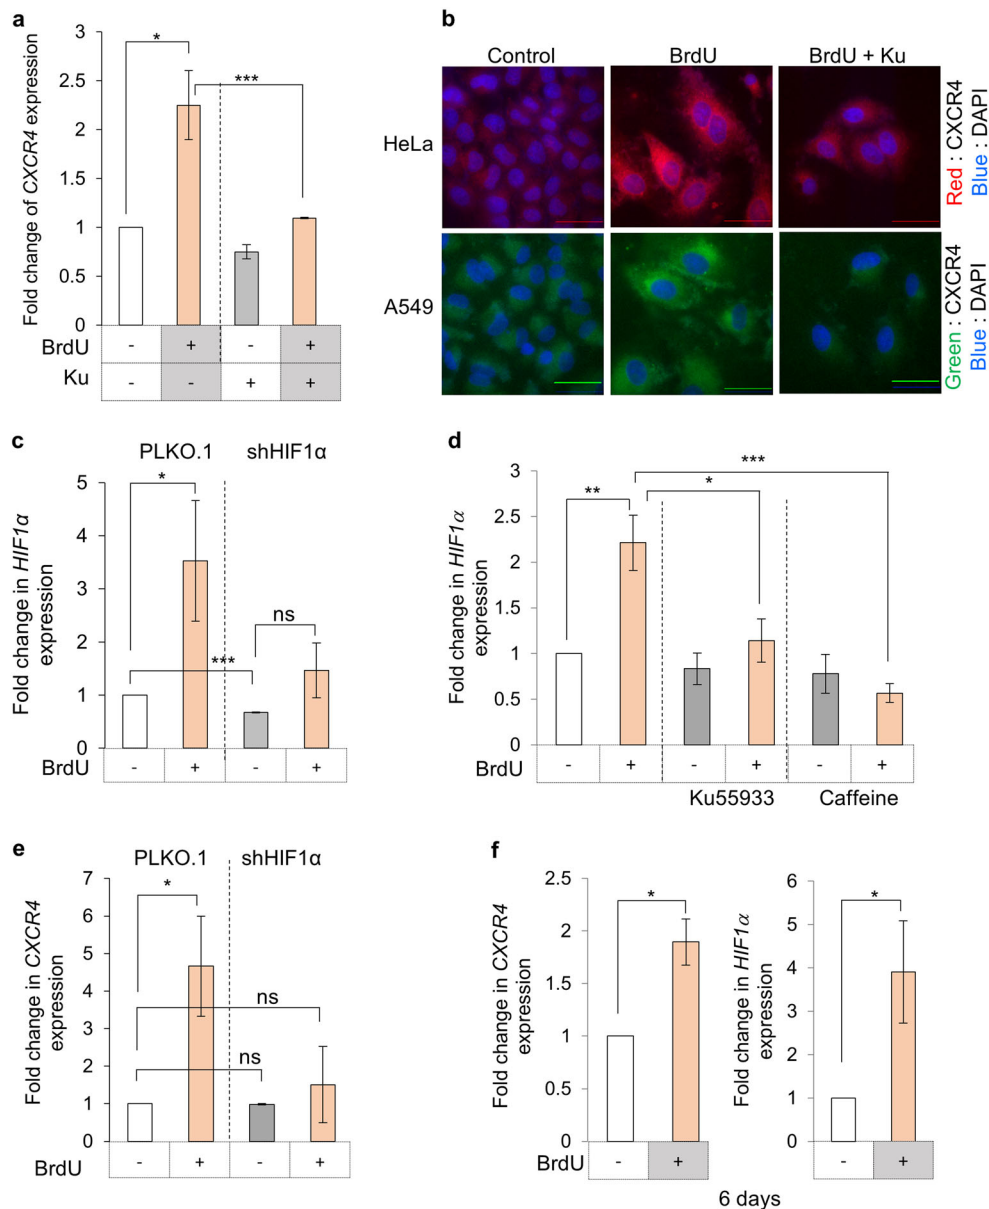 a
Fold change of CXCR4 expression
3
2.5
2
1.5
1
0.5
0
*
***
BrdU - + - +
Ku - - + +
b
Control BrdU BrdU + Ku
HeLa
A549
Red : CXCR4
Blue : DAPI
Green : CXCR4
Blue : DAPI
c
PLKO.1 shHIF1α
Fold change in HIF1α
expression
5
4
3
2
1
0
*
ns
***
BrdU - + - +
d
Fold change in HIF1α
expression
3
2.5
2
1.5
1
0.5
0
***
**
*
BrdU - + - + - +
Ku55933 Caffeine
e
PLKO.1 shHIF1α
Fold change in CXCR4
expression
7
6
5
4
3
2
1
0
*
ns
ns
BrdU - + - +
f
Fold change in CXCR4
expression
2.5
2
1.5
1
0.5
0
*
BrdU - +
Fold change in HIF1α
expression
6
5
4
3
2
1
0
*
- +
6 days